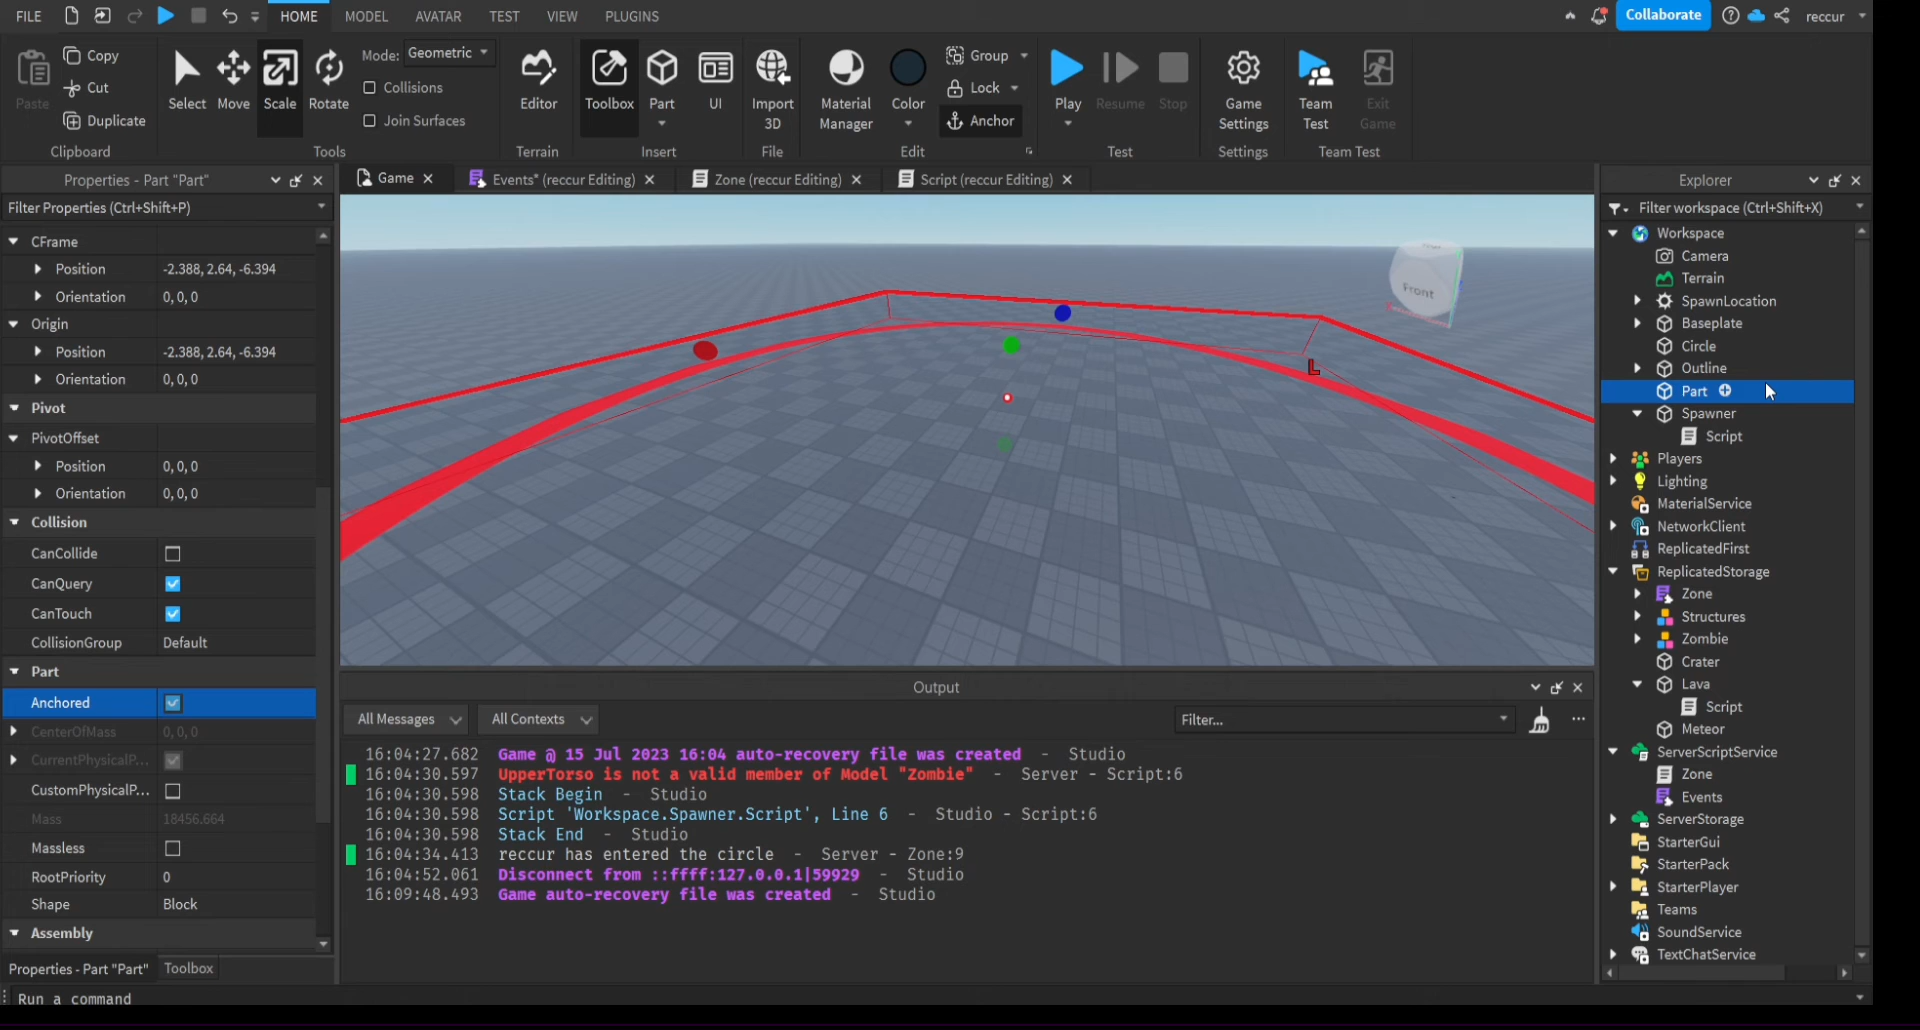 FILE HOME MODEL AVATAR TEST VIEW PLUGINS Collaborate reccur
Paste Copy Cut Duplicate Clipboard
Select Move Scale Rotate Mode: Geometric Collisions Join Surfaces Tools
Editor Terrain
Toolbox Part UI Insert
Import 3D File
Material Manager Color Group Lock Anchor Edit
Play Resume Stop Test
Game Settings Settings
Team Test Exit Game Team Test
Properties - Part "Part"
Filter Properties (Ctrl+Shift+P)
CFrame
Position -2.388, 2.64, -6.394
Orientation 0, 0, 0
Origin
Position -2.388, 2.64, -6.394
Orientation 0, 0, 0
Pivot
PivotOffset
Position 0, 0, 0
Orientation 0, 0, 0
Collision
CanCollide
CanQuery
CanTouch
CollisionGroup Default
Part
Anchored
CenterOfMass 0, 0, 0
CurrentPhysicalP...
CustomPhysicalP...
Mass 18456.664
Massless
RootPriority 0
Shape Block
Assembly
Properties - Part "Part" Toolbox
Run a command
Game Events* (reccur Editing) Zone (reccur Editing) Script (reccur Editing)
Front
L
Output
All Messages All Contexts Filter...
16:04:27.682 Game @ 15 Jul 2023 16:04 auto-recovery file was created - Studio
16:04:30.597 UpperTorso is not a valid member of Model "Zombie" - Server - Script:6
16:04:30.598 Stack Begin - Studio
16:04:30.598 Script 'Workspace.Spawner.Script', Line 6 - Studio - Script:6
16:04:30.598 Stack End - Studio
16:04:34.413 reccur has entered the circle - Server - Zone:9
16:04:52.061 Disconnect from ::ffff:127.0.0.1|59929 - Studio
16:09:48.493 Game auto-recovery file was created - Studio
Explorer
Filter workspace (Ctrl+Shift+X)
Workspace
Camera
Terrain
SpawnLocation
Baseplate
Circle
Outline
Part
Spawner
Script
Players
Lighting
MaterialService
NetworkClient
ReplicatedFirst
ReplicatedStorage
Zone
Structures
Zombie
Crater
Lava
Script
Meteor
ServerScriptService
Zone
Events
ServerStorage
StarterGui
StarterPack
StarterPlayer
Teams
SoundService
TextChatService